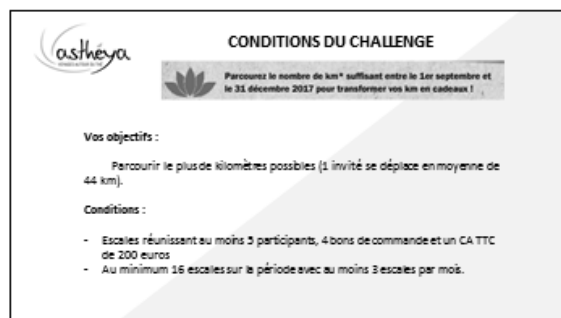 casthéya
CONDITIONS DU CHALLENGE
Parcourez le nombre de km* suffisant entre le 1er septembre et
le 31 décembre 2017 pour transformer vos km en cadeaux !
Vos objectifs :
Parcourir le plus de kilomètres possibles (1 invité se déplace en moyenne de
44 km).
Conditions :
- Escales réunissant au moins 5 participants, 4 bons de commande et un CA TTC
de 200 euros
- Au minimum 16 escales sur la période avec au moins 3 escales par mois.